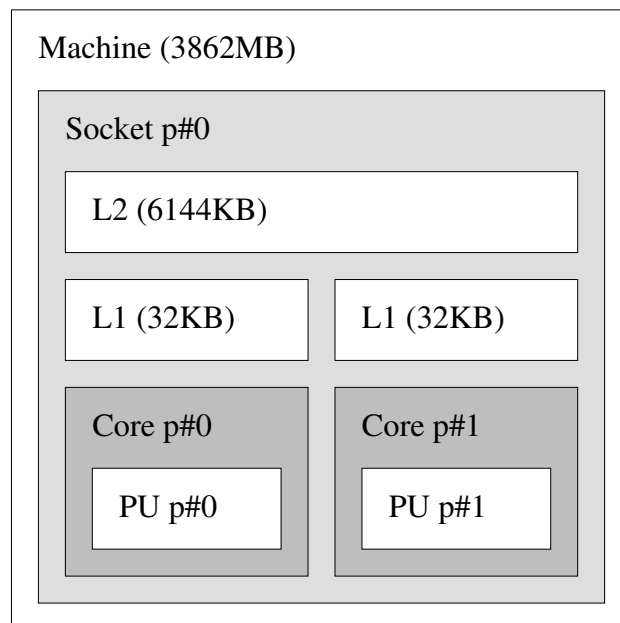 Machine (3862MB)
Socket p#0
L2 (6144KB)
L1 (32KB)
L1 (32KB)
Core p#0
Core p#1
PU p#0
PU p#1